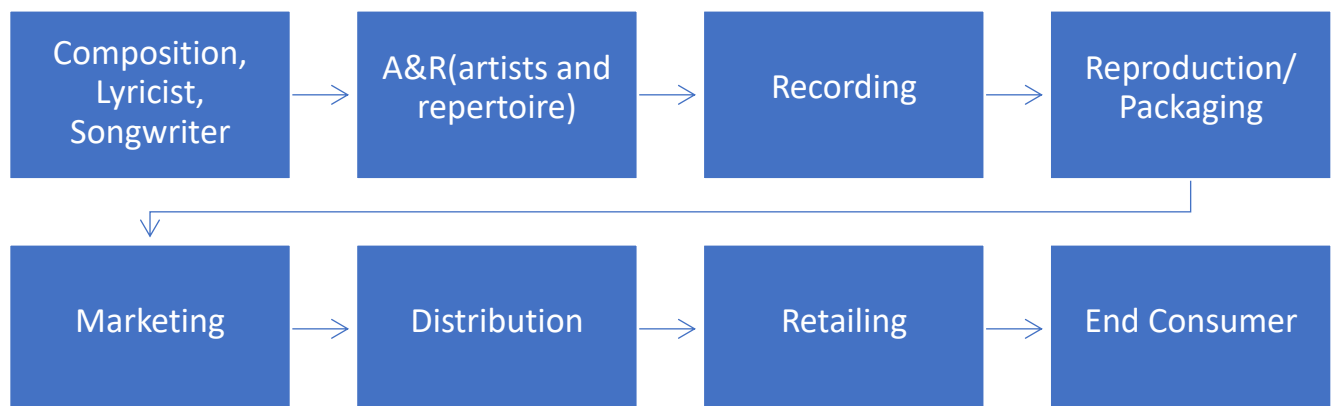 Composition,
Lyricist,
Songwriter
A&R(artists and
repertoire)
Recording
Reproduction/
Packaging
Marketing
Distribution
Retailing
End Consumer